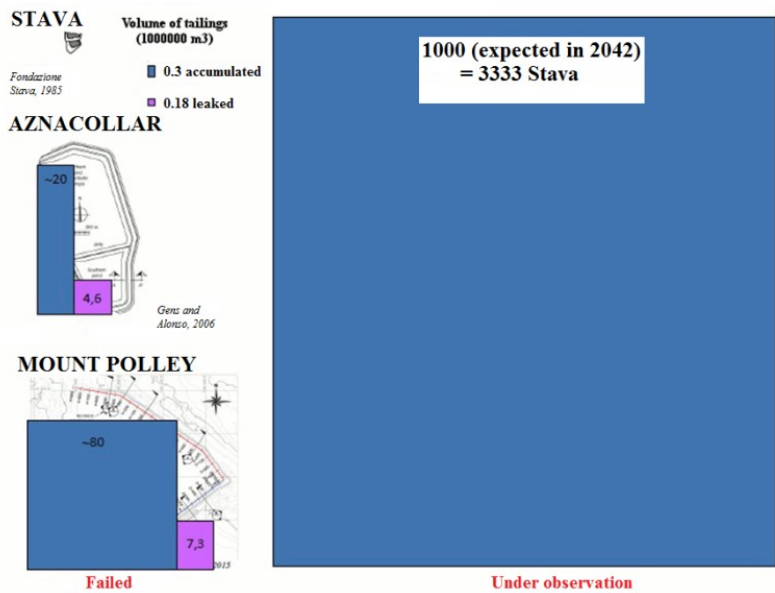 STAVA
Volume of tailings
(1000000 m3)
Fondazione
Stava, 1985
0.3 accumulated
0.18 leaked
AZNACOLLAR
~20
4,6
Gens and
Alonso, 2006
MOUNT POLLEY
~80
7,3
2015
Failed
1000 (expected in 2042)
= 3333 Stava
Under observation